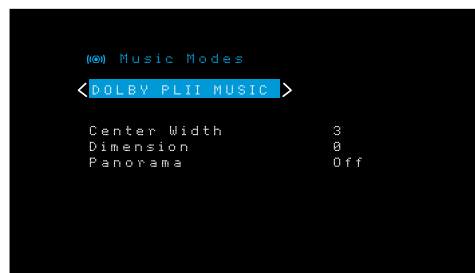 Music Modes
DOLBY PLII MUSIC
Center Width 3
Dimension 0
Panorama Off